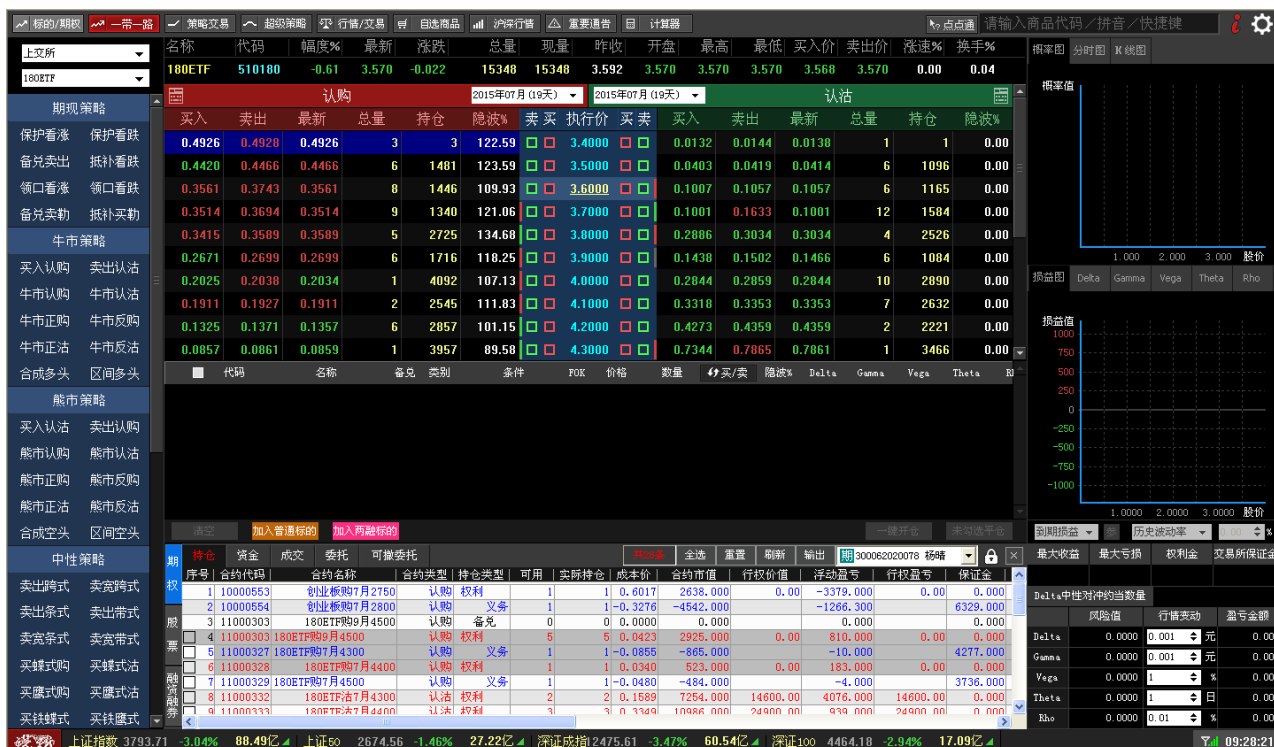 标的/期权 一带一路 策略交易 超级策略 行情/交易 自选商品 沪深行情 重要通告 计算器 点点通 请输入商品代码/拼音/快捷键
上交所
180ETF
名称 代码 幅度% 最新 涨跌 总量 现量 昨收 开盘 最高 最低 买入价 卖出价 涨速% 换手%
180ETF 510180 -0.61 3.570 -0.022 15348 15348 3.592 3.570 3.570 3.570 3.568 3.570 0.00 0.04
认购 2015年07月(19天) 2015年07月(19天) 认沽
买入 卖出 最新 总量 持仓 隐波% 卖 买 执行价 买 卖 买入 卖出 最新 总量 持仓 隐波%
0.4926 0.4928 0.4926 3 3 122.59 3.4000 0.0132 0.0144 0.0138 1 1 0.00
0.4420 0.4466 0.4466 6 1481 123.59 3.5000 0.0403 0.0419 0.0414 6 1096 0.00
0.3561 0.3743 0.3561 8 1446 109.93 3.6000 0.1007 0.1057 0.1057 6 1165 0.00
0.3514 0.3694 0.3514 9 1340 121.06 3.7000 0.1001 0.1633 0.1001 12 1584 0.00
0.3415 0.3589 0.3589 5 2725 134.68 3.8000 0.2886 0.3034 0.3034 4 2526 0.00
0.2671 0.2699 0.2699 6 1716 118.25 3.9000 0.1438 0.1502 0.1466 6 1084 0.00
0.2025 0.2038 0.2034 1 4092 107.13 4.0000 0.2844 0.2859 0.2844 10 2890 0.00
0.1911 0.1927 0.1911 2 2545 111.83 4.1000 0.3318 0.3353 0.3353 7 2632 0.00
0.1325 0.1371 0.1357 6 2857 101.15 4.2000 0.4273 0.4359 0.4359 2 2221 0.00
0.0857 0.0861 0.0859 1 3957 89.58 4.3000 0.7344 0.7865 0.7861 1 3466 0.00
期现策略
保护看涨 保护看跌
备兑卖出 抵补看跌
领口看涨 领口看跌
备兑卖勒 抵补买勒
牛市策略
买入认购 卖出认沽
牛市认购 牛市认沽
牛市正购 牛市反购
牛市正沽 牛市反沽
合成多头 区间多头
熊市策略
买入认沽 卖出认购
熊市认购 熊市认沽
熊市正购 熊市反购
熊市正沽 熊市反沽
合成空头 区间空头
中性策略
卖出跨式 卖宽跨式
卖出条式 卖出带式
卖宽条式 卖宽带式
买蝶式购 买蝶式沽
买鹰式购 买鹰式沽
买铁蝶式 买铁鹰式
代码 名称 备兑 类别 条件 FOK 价格 数量 买/卖 隐波% Delta Gamma Vega Theta
清空 加入普通标的 加入两融标的 一键开仓 未勾选平仓
期权
股票
融资融券
持仓 资金 成交 委托 可撤委托 共29条 全选 重置 刷新 输出 期 300062020078 杨晴
序号 合约代码 合约名称 合约类型 持仓类型 可用 实际持仓 成本价 合约市值 行权价值 浮动盈亏 行权盈亏 保证金
1 10000553 创业板购7月2750 认购 权利 1 1 0.6017 2638.000 0.00 -3379.000 0.00 0.000
2 10000554 创业板购7月2800 认购 义务 1 1 -0.3276 -4542.000 -1266.300 6329.000
3 11000303 180ETF购9月4500 认购 备兑 0 0 0.0000 0.000 0.000 0.000
4 11000303 180ETF购9月4500 认购 权利 5 5 0.0423 2925.000 0.00 810.000 0.00 0.000
5 11000327 180ETF购7月4300 认购 义务 1 1 -0.0855 -865.000 -10.000 4277.000
6 11000328 180ETF购7月4400 认购 权利 1 1 0.0340 523.000 0.00 183.000 0.00 0.000
7 11000329 180ETF购7月4500 认购 义务 1 1 -0.0480 -484.000 -4.000 3736.000
8 11000332 180ETF沽7月4300 认沽 权利 2 2 0.1589 7254.000 14600.00 4076.000 14600.00 0.000
9 11000333 180ETF沽7月4400 认沽 权利 3 3 0.3349 10986.000 24900.00 939.000 24900.00 0.000
概率图 分时图 K线图
概率值
1.000 2.000 3.000 股价
损益图 Delta Gamma Vega Theta Rho
损益值
1000
750
500
250
0
-250
-500
-750
-1000
1.0000 2.0000 3.0000 股价
到期损益 参 历史波动率 0.00 %
最大收益 最大亏损 权利金 交易所保证金
Delta中性对冲约当数量
风险值 行情变动 盈亏金额
Delta 0.0000 0.001 元 0.00
Gamma 0.0000 0.001 元 0.00
Vega 0.0000 1 % 0.00
Theta 0.0000 1 日 0.00
Rho 0.0000 0.01 % 0.00
上证指数 3793.71 -3.04% 88.49亿 上证50 2674.56 -1.46% 27.22亿 深证成指 12475.61 -3.47% 60.54亿 深证100 4464.18 -2.94% 17.09亿 09:28:21